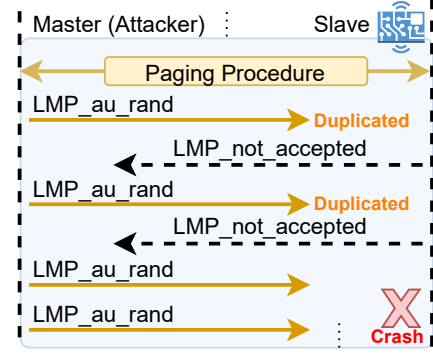 Master (Attacker)
Slave
Paging Procedure
LMP_au_rand
Duplicated
LMP_not_accepted
LMP_au_rand
Duplicated
LMP_not_accepted
LMP_au_rand
LMP_au_rand
Crash